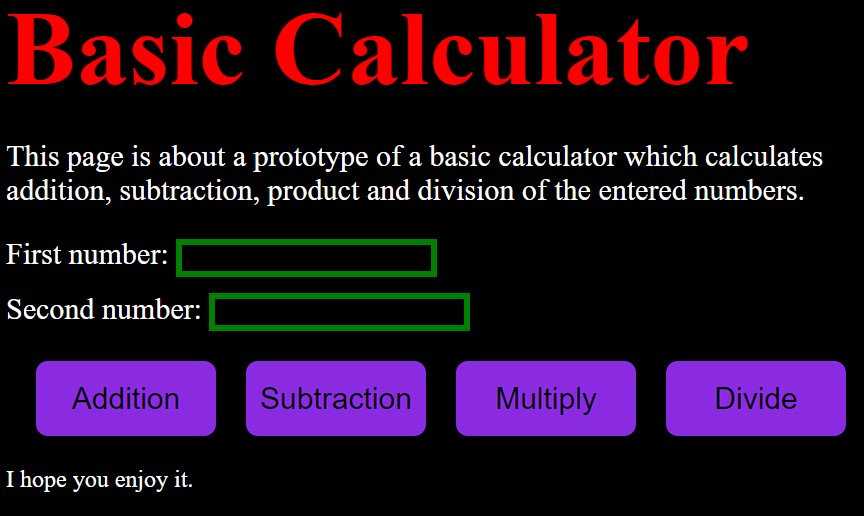 Basic Calculator
This page is about a prototype of a basic calculator which calculates
addition, subtraction, product and division of the entered numbers.
First number:
Second number:
Addition Subtraction Multiply Divide
I hope you enjoy it.